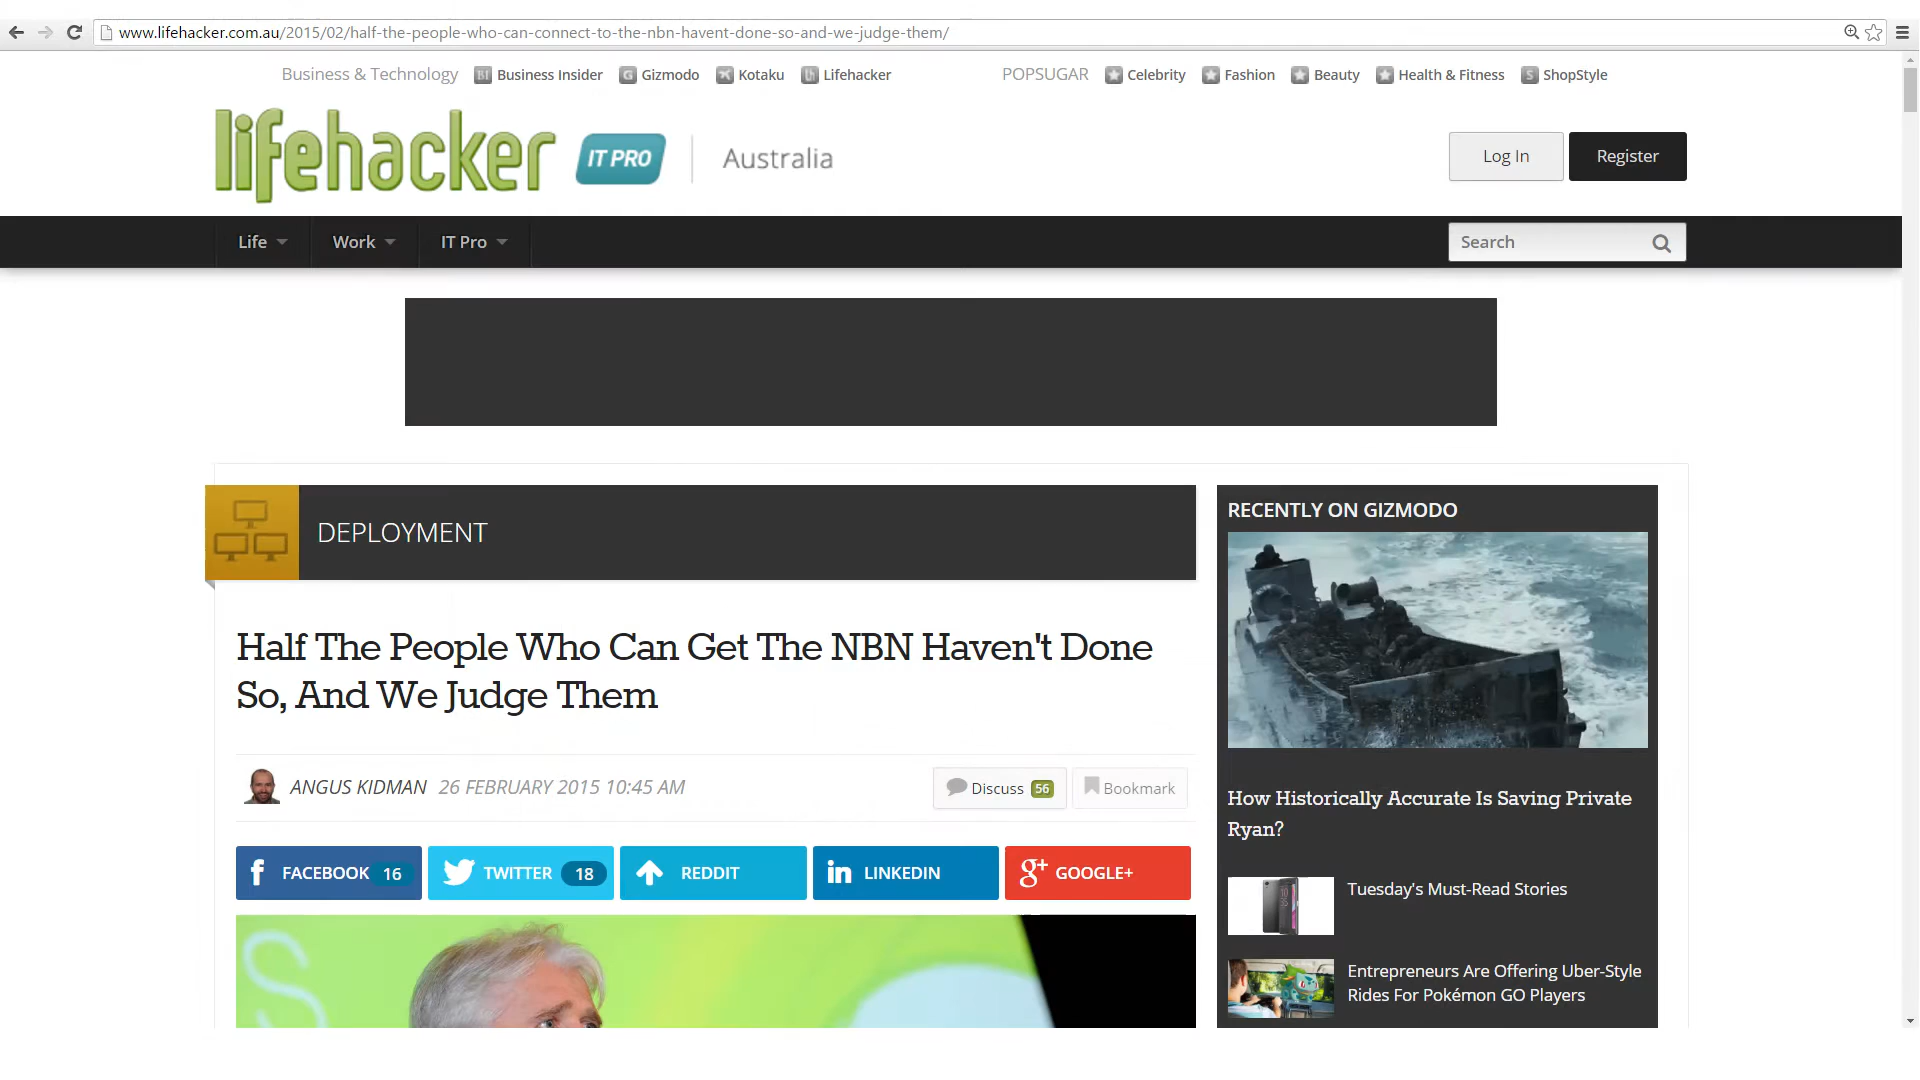 www.lifehacker.com.au/2015/02/half-the-people-who-can-connect-to-the-nbn-havent-done-so-and-we-judge-them/
Business & Technology BI Business Insider G Gizmodo K Kotaku lh Lifehacker POPSUGAR Celebrity Fashion Beauty Health & Fitness S ShopStyle
lifehacker IT PRO Australia
Log In Register
Life Work IT Pro Search
DEPLOYMENT
Half The People Who Can Get The NBN Haven't Done
So, And We Judge Them
ANGUS KIDMAN 26 FEBRUARY 2015 10:45 AM Discuss 56 Bookmark
f FACEBOOK 16 TWITTER 18 REDDIT in LINKEDIN g+ GOOGLE+
RECENTLY ON GIZMODO
How Historically Accurate Is Saving Private
Ryan?
Tuesday's Must-Read Stories
Entrepreneurs Are Offering Uber-Style
Rides For Pokémon GO Players